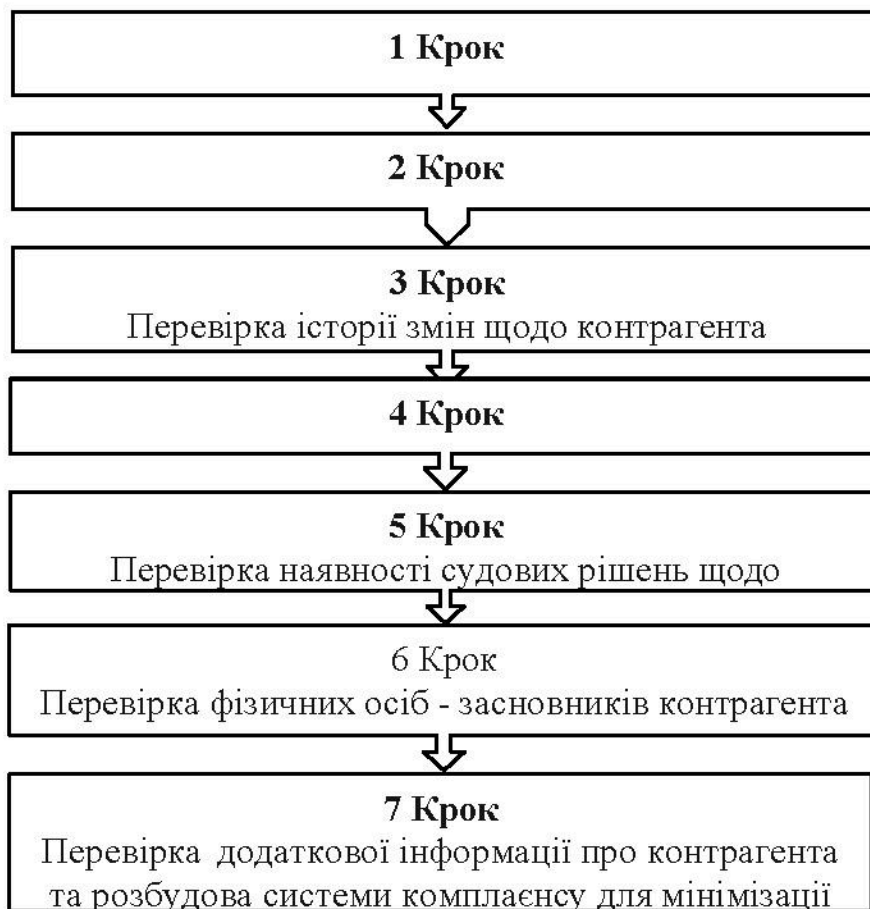 1 Крок
2 Крок
3 Крок
Перевірка історії змін щодо контрагента
4 Крок
5 Крок
Перевірка наявності судових рішень щодо
6 Крок
Перевірка фізичних осіб - засновників контрагента
7 Крок
Перевірка додаткової інформації про контрагента
та розбудова системи комплаєнсу для мінімізації